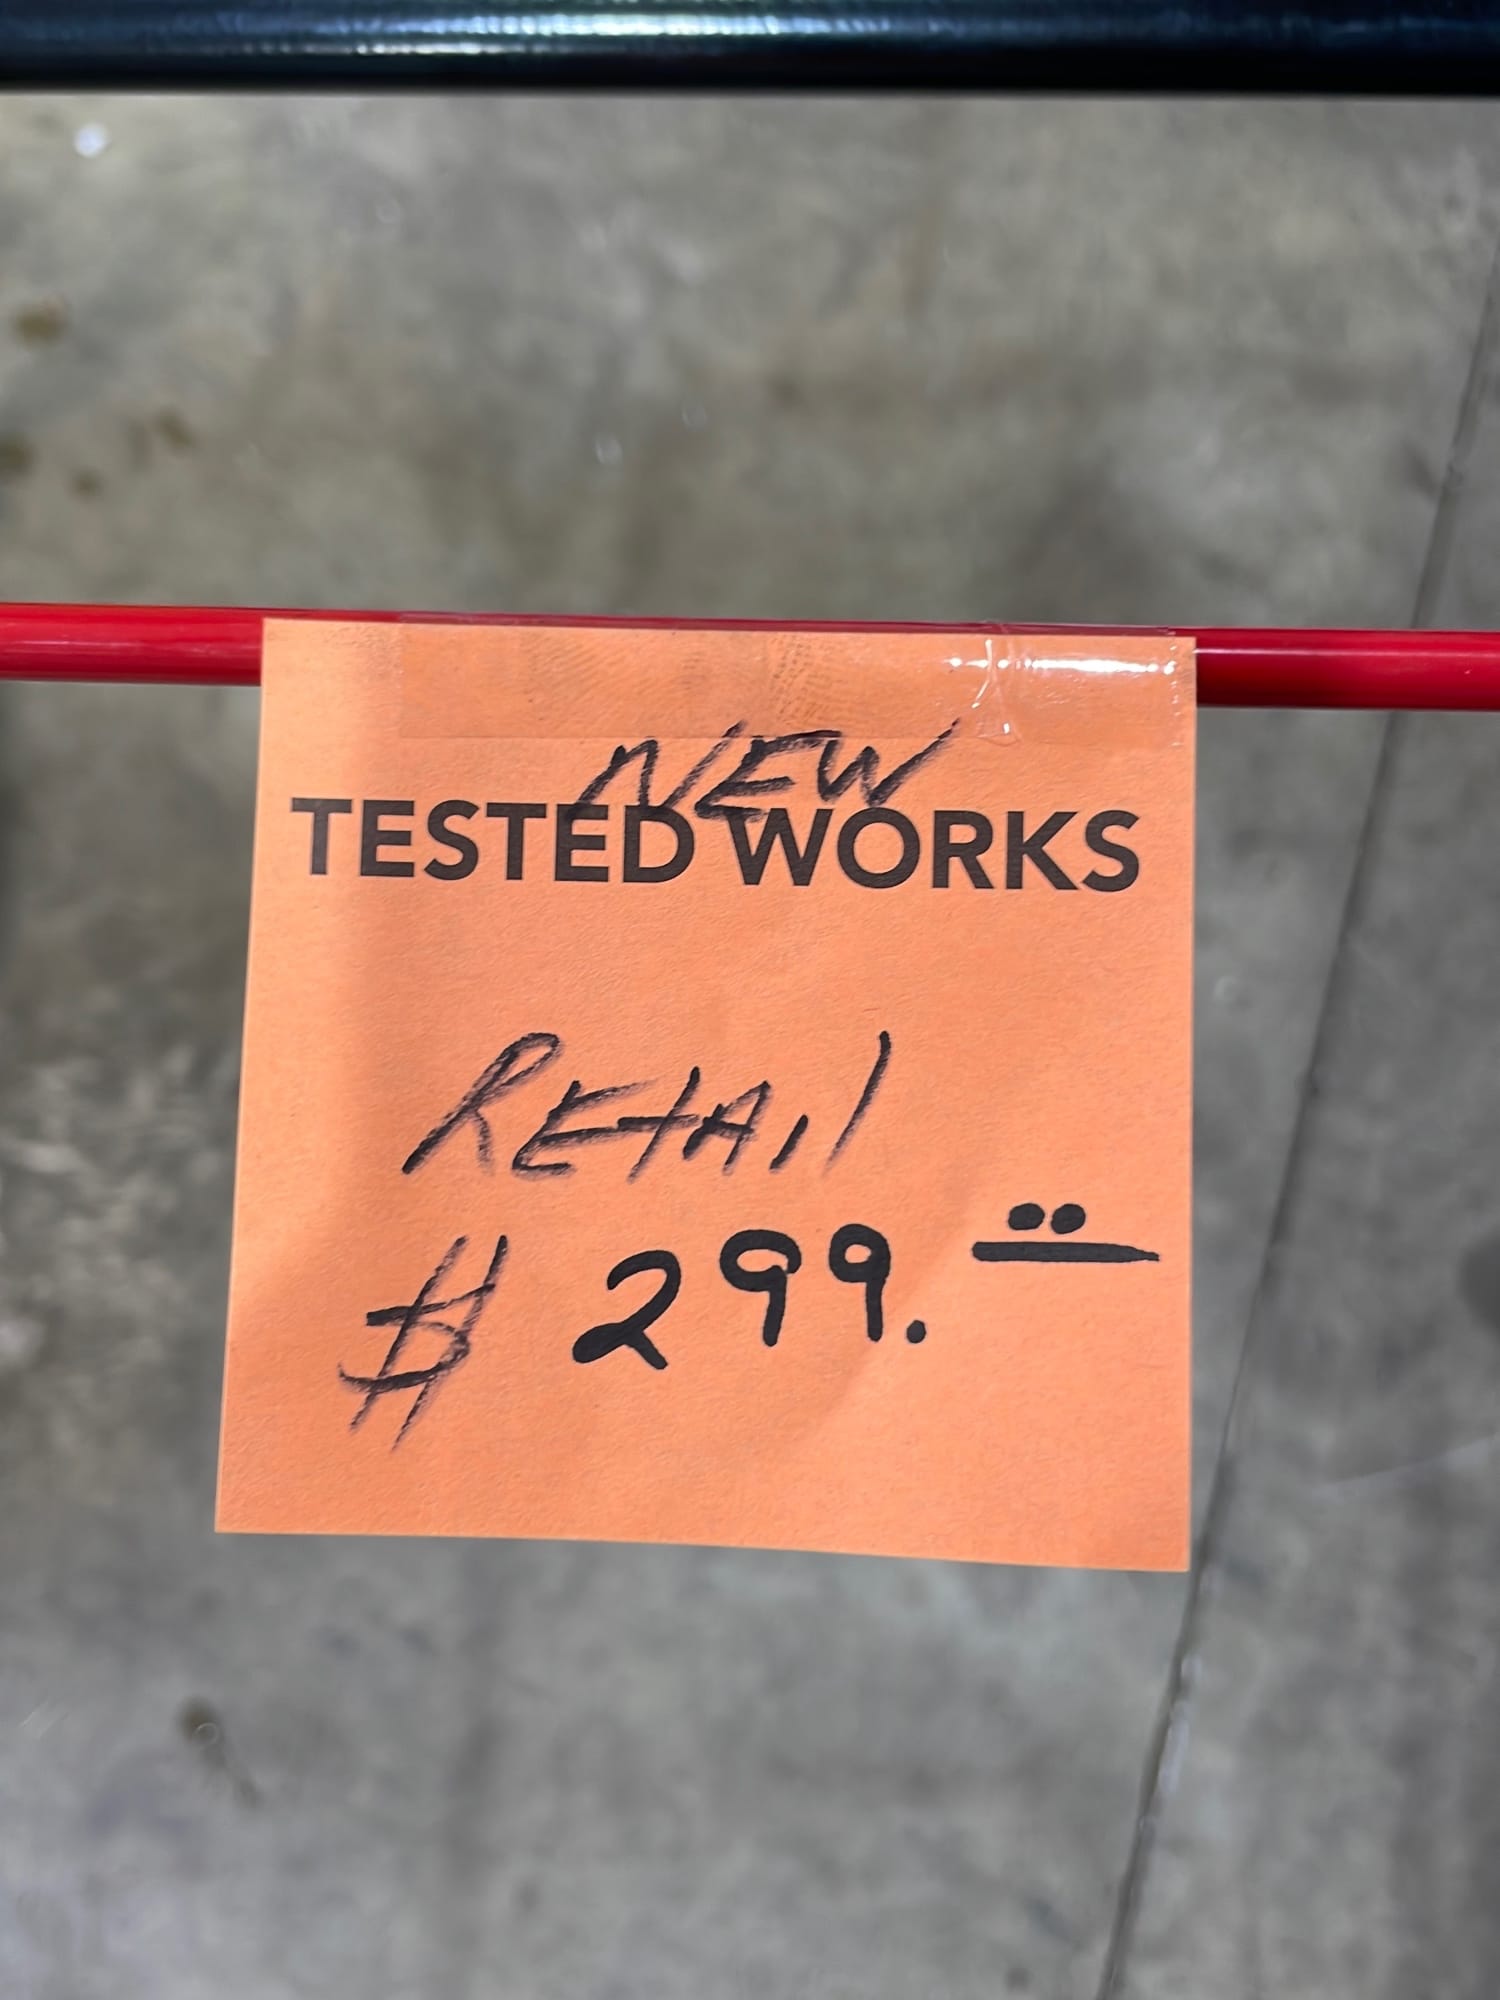 NEW
TESTED WORKS
RETAIL
$ 299.00